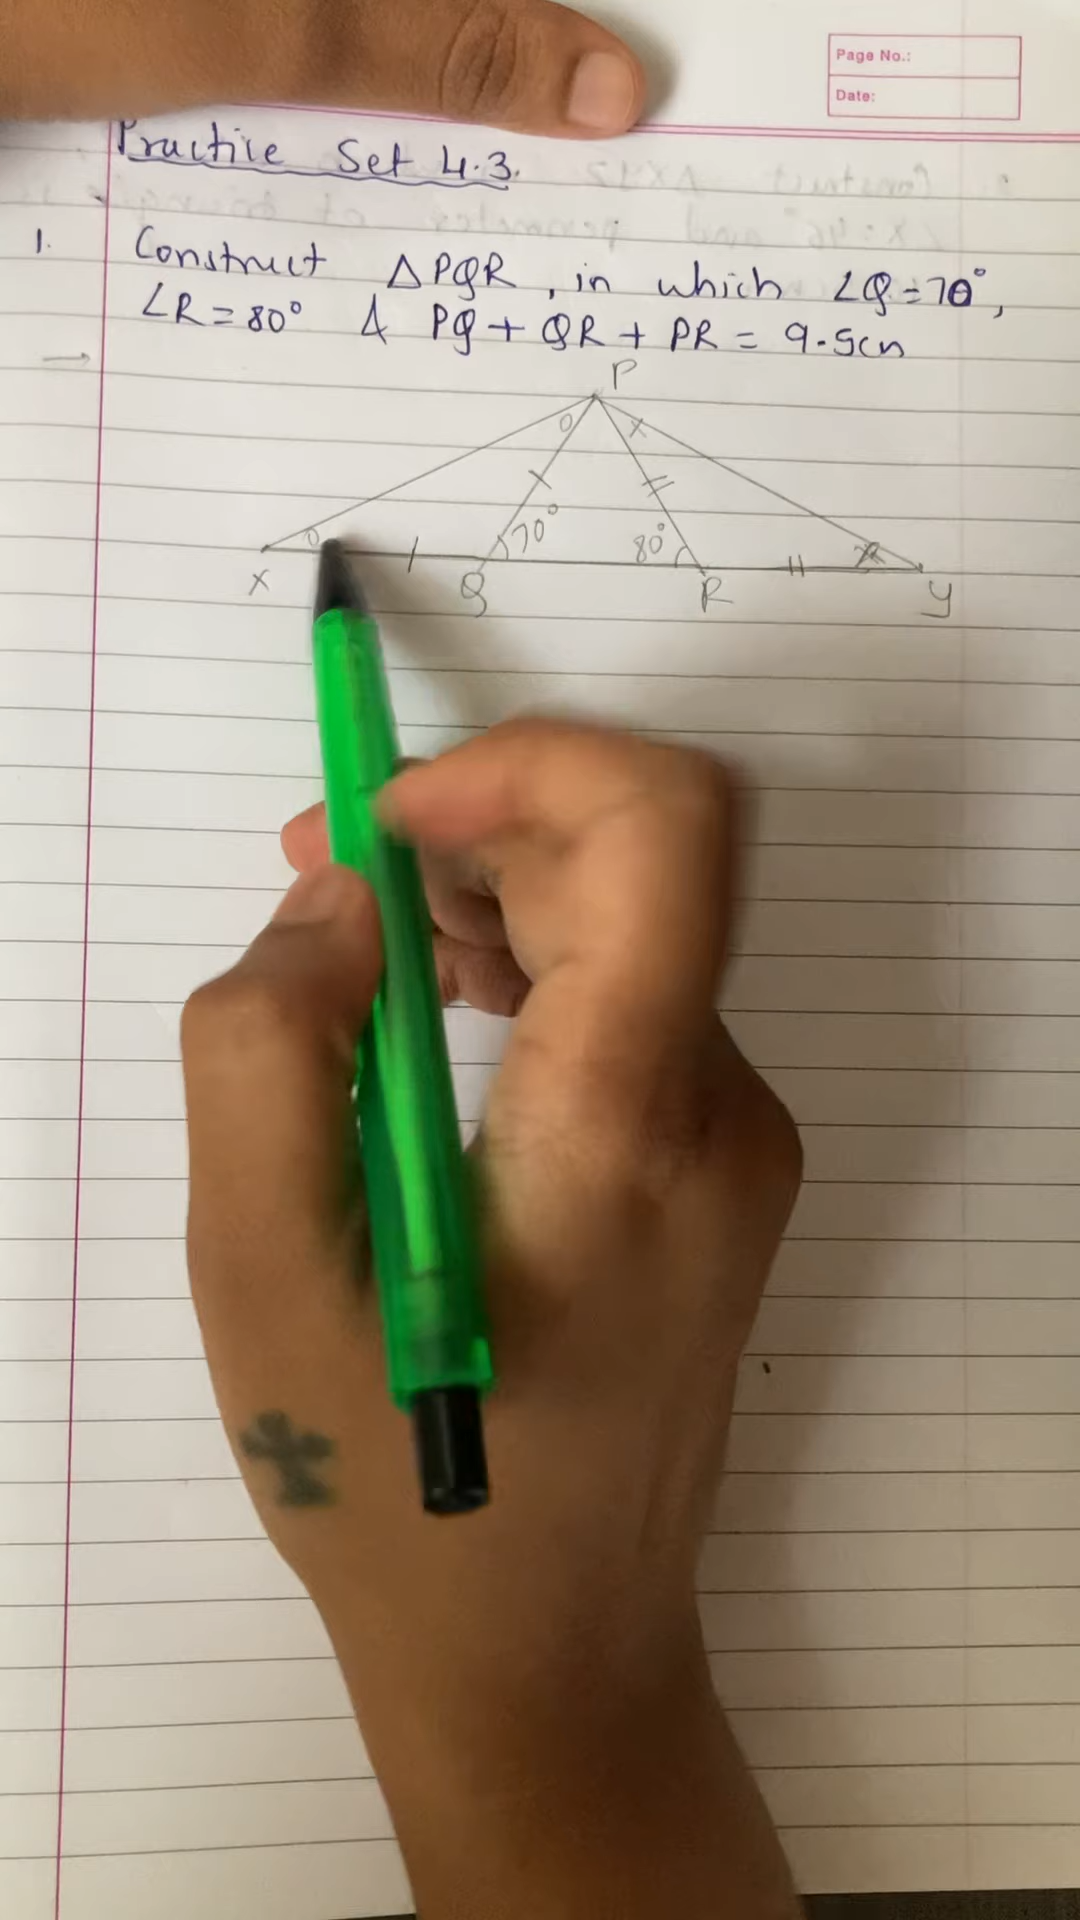 Page No.:
Date:
Practice Set 4.3.
1. Construct △PQR, in which ∠Q = 70°,
∠R = 80° & PQ + QR + PR = 9.5cm
P
o x
70° 80°
o x
X Q R Y